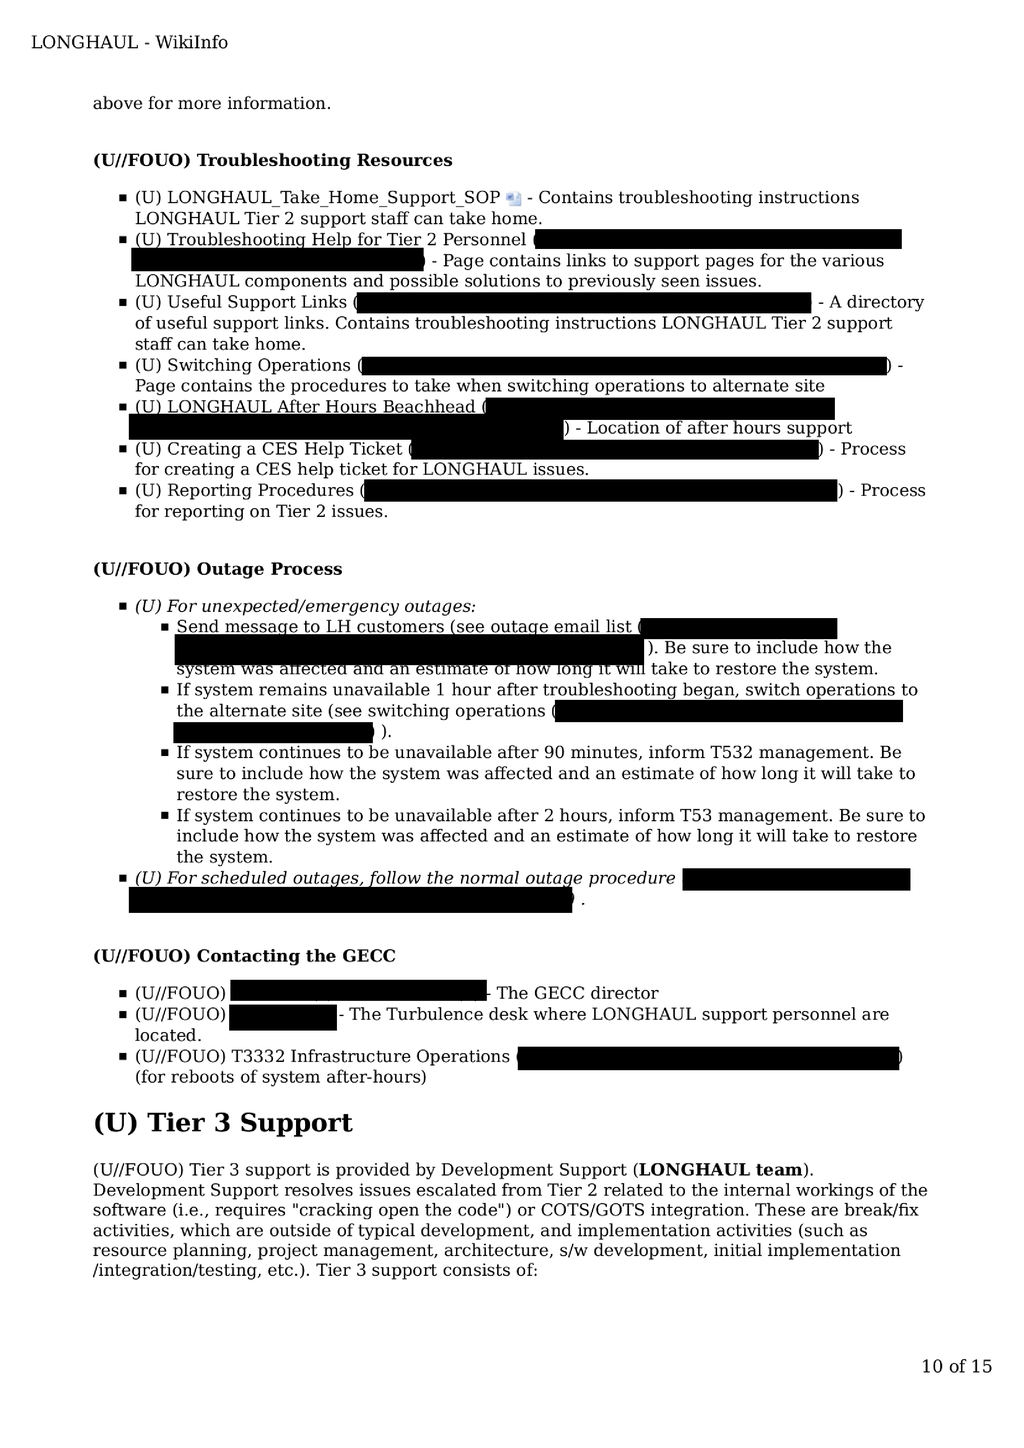 LONGHAUL - WikiInfo
above for more information.
(U//FOUO) Troubleshooting Resources
(U) LONGHAUL_Take_Home_Support_SOP - Contains troubleshooting instructions
LONGHAUL Tier 2 support staff can take home.
(U) Troubleshooting Help for Tier 2 Personnel (
) - Page contains links to support pages for the various
LONGHAUL components and possible solutions to previously seen issues.
(U) Useful Support Links ( - A directory
of useful support links. Contains troubleshooting instructions LONGHAUL Tier 2 support
staff can take home.
(U) Switching Operations ( ) -
Page contains the procedures to take when switching operations to alternate site
(U) LONGHAUL After Hours Beachhead (
) - Location of after hours support
(U) Creating a CES Help Ticket ( ) - Process
for creating a CES help ticket for LONGHAUL issues.
(U) Reporting Procedures ( ) - Process
for reporting on Tier 2 issues.
(U//FOUO) Outage Process
(U) For unexpected/emergency outages:
Send message to LH customers (see outage email list (
). Be sure to include how the
system was affected and an estimate of how long it will take to restore the system.
If system remains unavailable 1 hour after troubleshooting began, switch operations to
the alternate site (see switching operations (
) ).
If system continues to be unavailable after 90 minutes, inform T532 management. Be
sure to include how the system was affected and an estimate of how long it will take to
restore the system.
If system continues to be unavailable after 2 hours, inform T53 management. Be sure to
include how the system was affected and an estimate of how long it will take to restore
the system.
(U) For scheduled outages, follow the normal outage procedure
) .
(U//FOUO) Contacting the GECC
(U//FOUO) - The GECC director
(U//FOUO) - The Turbulence desk where LONGHAUL support personnel are
located.
(U//FOUO) T3332 Infrastructure Operations ( )
(for reboots of system after-hours)
(U) Tier 3 Support
(U//FOUO) Tier 3 support is provided by Development Support (LONGHAUL team).
Development Support resolves issues escalated from Tier 2 related to the internal workings of the
software (i.e., requires "cracking open the code") or COTS/GOTS integration. These are break/fix
activities, which are outside of typical development, and implementation activities (such as
resource planning, project management, architecture, s/w development, initial implementation
/integration/testing, etc.). Tier 3 support consists of:
10 of 15